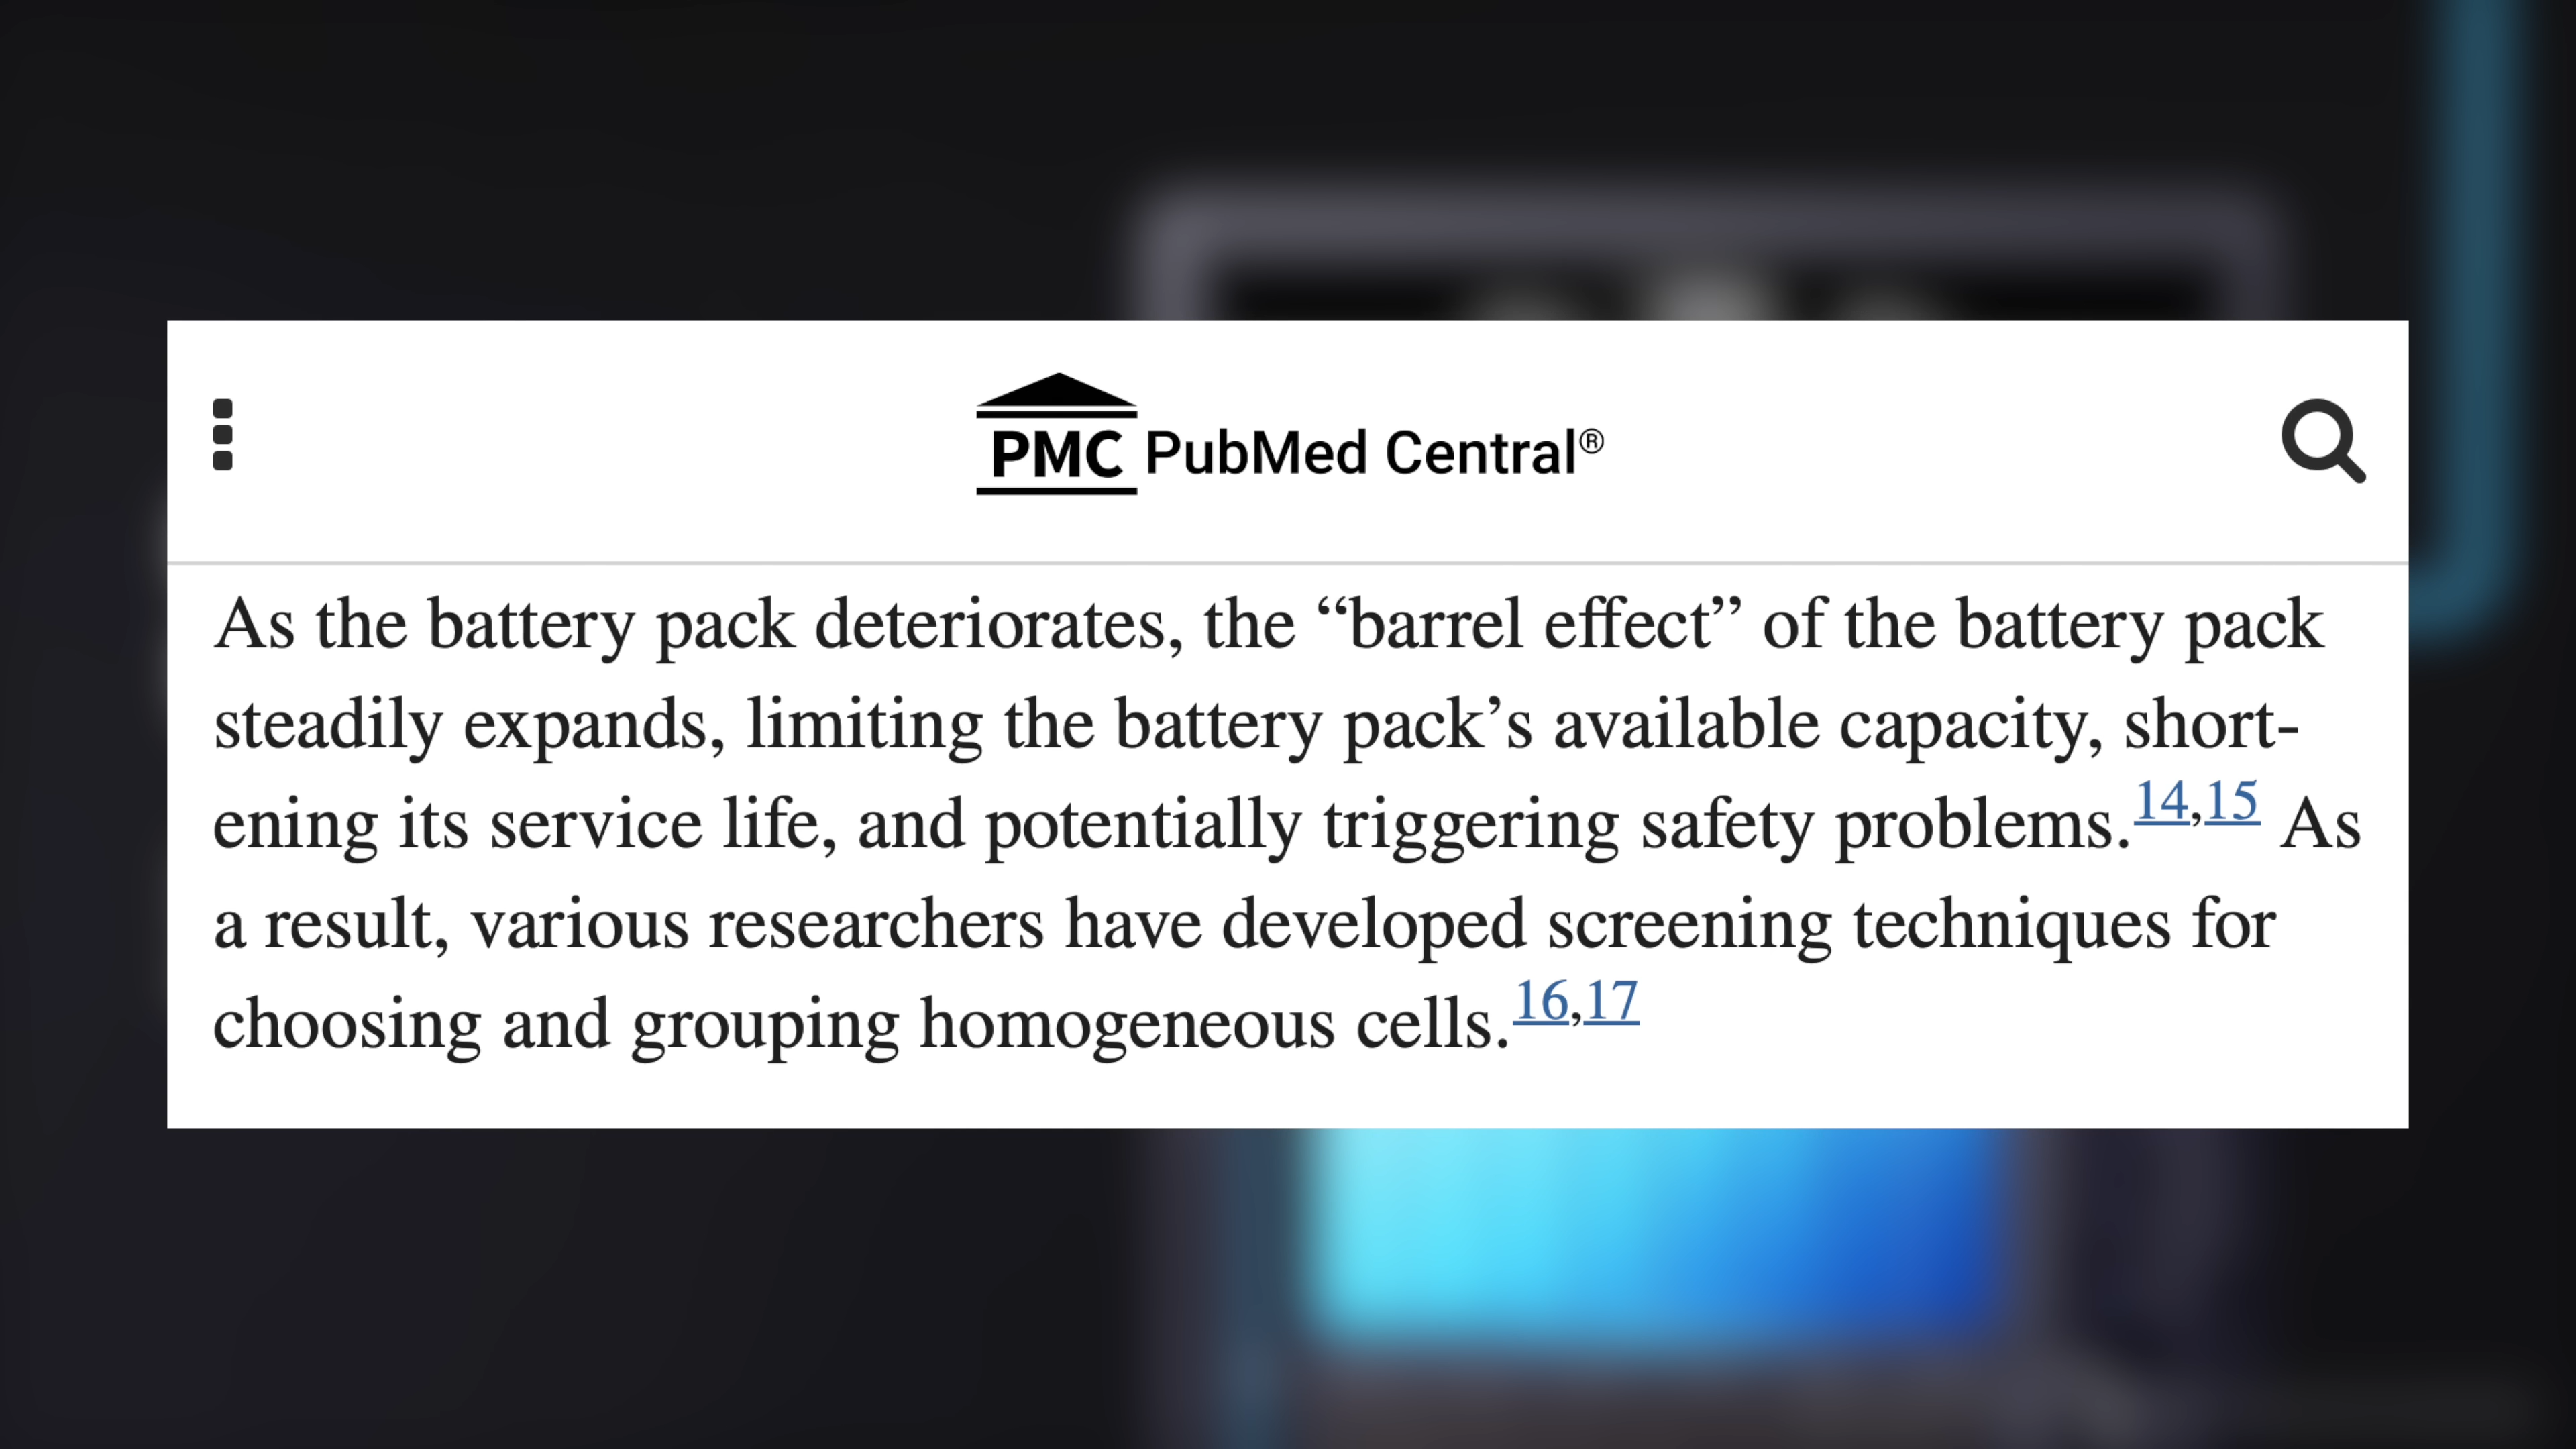 PMC PubMed Central®
As the battery pack deteriorates, the “barrel effect” of the battery pack
steadily expands, limiting the battery pack’s available capacity, short-
ening its service life, and potentially triggering safety problems.14,15 As
a result, various researchers have developed screening techniques for
choosing and grouping homogeneous cells.16,17